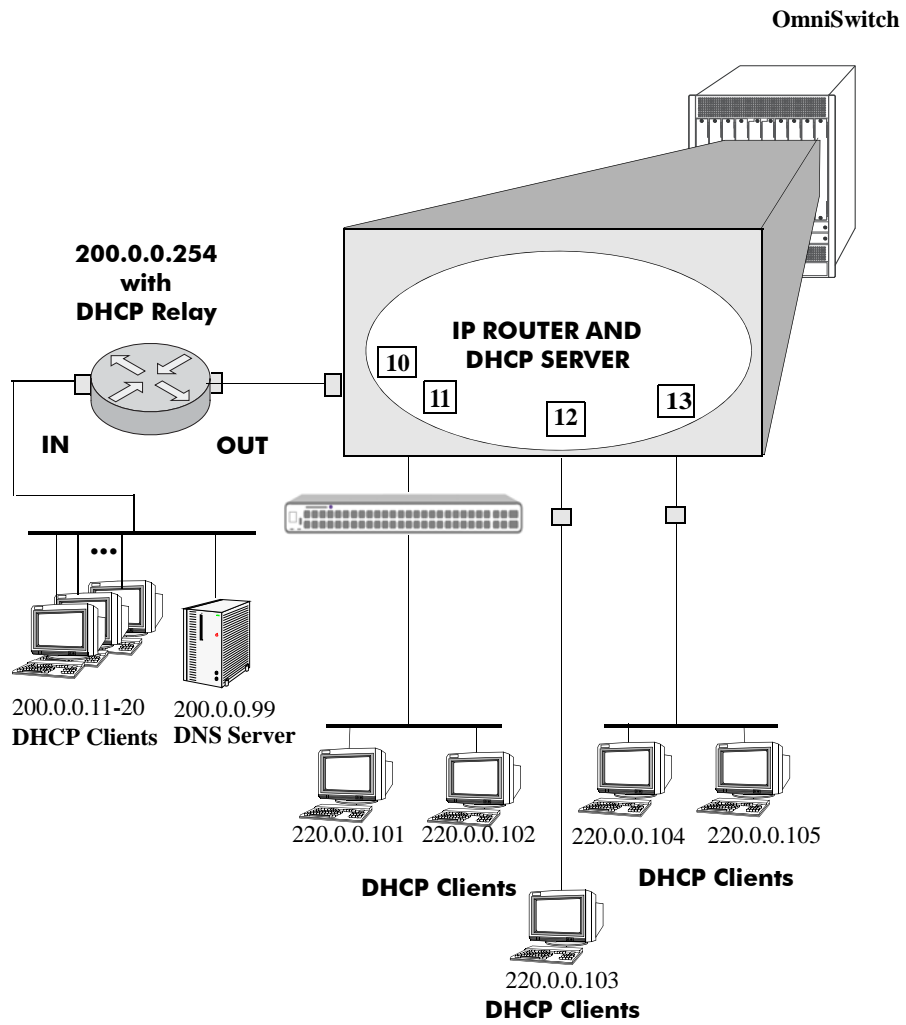 OmniSwitch
200.0.0.254
with
DHCP Relay
IP ROUTER AND
DHCP SERVER
10
11
12
13
IN
OUT
200.0.0.11-20
DHCP Clients
200.0.0.99
DNS Server
220.0.0.101
220.0.0.102
DHCP Clients
220.0.0.104
220.0.0.105
DHCP Clients
220.0.0.103
DHCP Clients